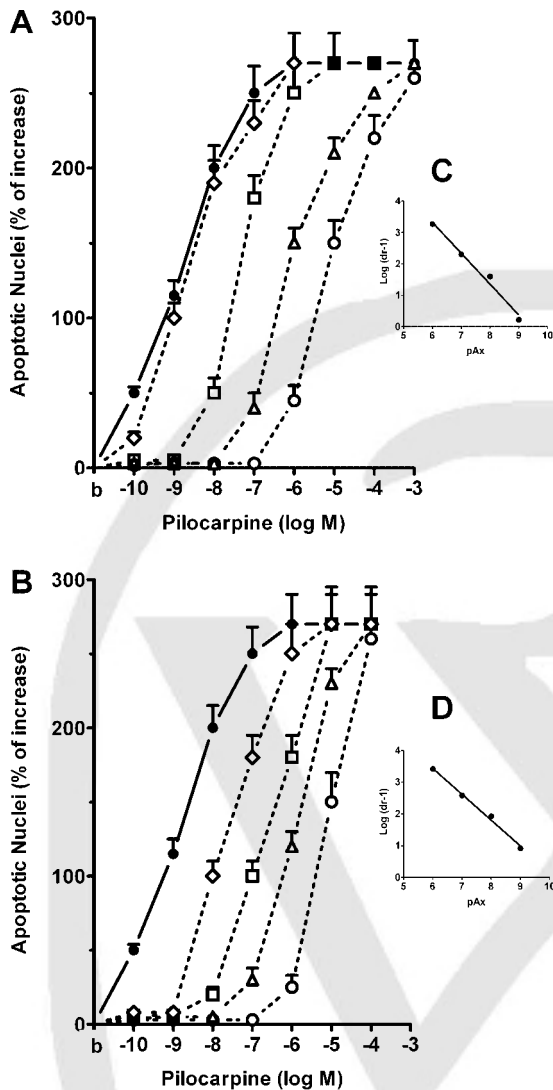 A
300
200
100
0
Apoptotic Nuclei (% of increase)
b -10 -9 -8 -7 -6 -5 -4 -3
Pilocarpine (log M)
C
4
3
2
1
0
Log (dr-1)
5 6 7 8 9 10
pAx
B
300
200
100
0
Apoptotic Nuclei (% of increase)
b -10 -9 -8 -7 -6 -5 -4 -3
Pilocarpine (log M)
D
4
3
2
1
0
Log (dr-1)
5 6 7 8 9 10
pAx